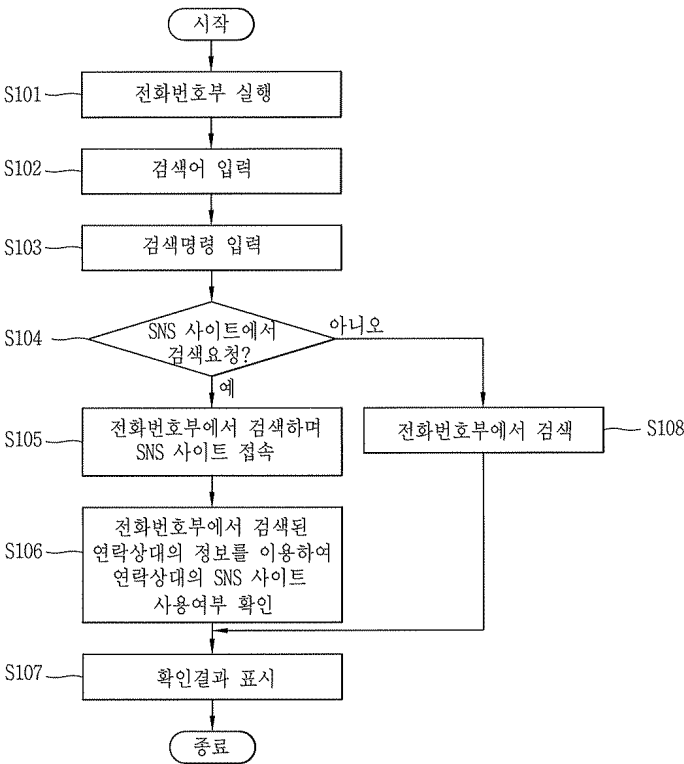 시작
S101
전화번호부 실행
S102
검색어 입력
S103
검색명령 입력
S104
SNS 사이트에서
검색요청?
아니오
예
S105
전화번호부에서 검색하며
SNS 사이트 접속
전화번호부에서 검색
S108
S106
전화번호부에서 검색된
연락상대의 정보를 이용하여
연락상대의 SNS 사이트
사용여부 확인
S107
확인결과 표시
종료